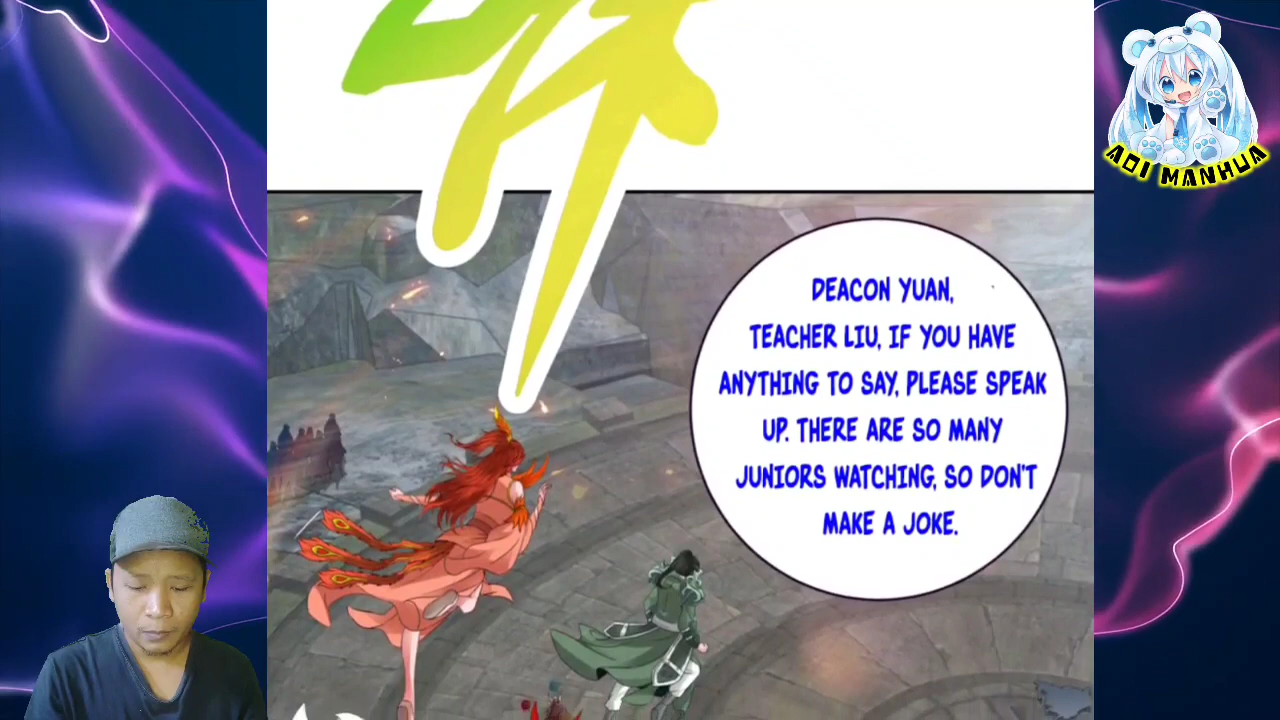 AOI MANHUA
DEACON YUAN,
TEACHER LIU, IF YOU HAVE
ANYTHING TO SAY, PLEASE SPEAK
UP. THERE ARE SO MANY
JUNIORS WATCHING, SO DON'T
MAKE A JOKE.